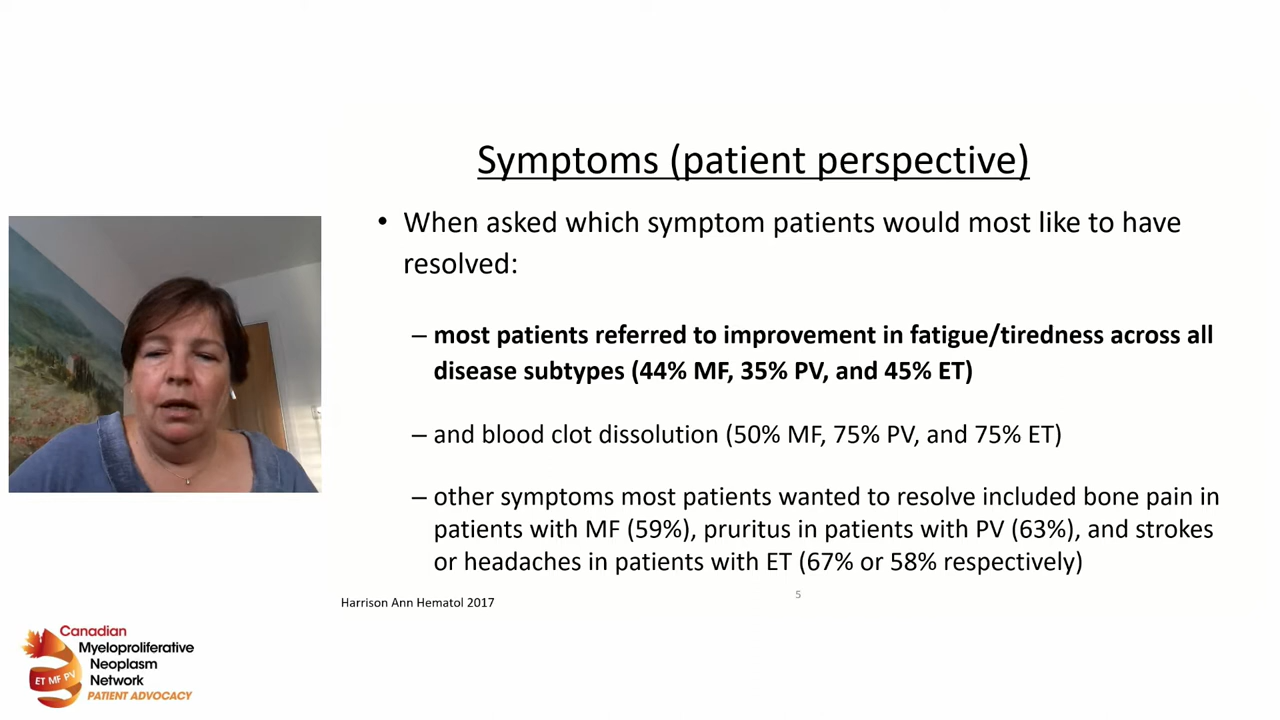 Symptoms (patient perspective)
• When asked which symptom patients would most like to have
resolved:
– most patients referred to improvement in fatigue/tiredness across all
disease subtypes (44% MF, 35% PV, and 45% ET)
– and blood clot dissolution (50% MF, 75% PV, and 75% ET)
– other symptoms most patients wanted to resolve included bone pain in
patients with MF (59%), pruritus in patients with PV (63%), and strokes
or headaches in patients with ET (67% or 58% respectively)
5
Harrison Ann Hematol 2017
Canadian
Myeloproliferative
Neoplasm
Network
PATIENT ADVOCACY
ET MF PV